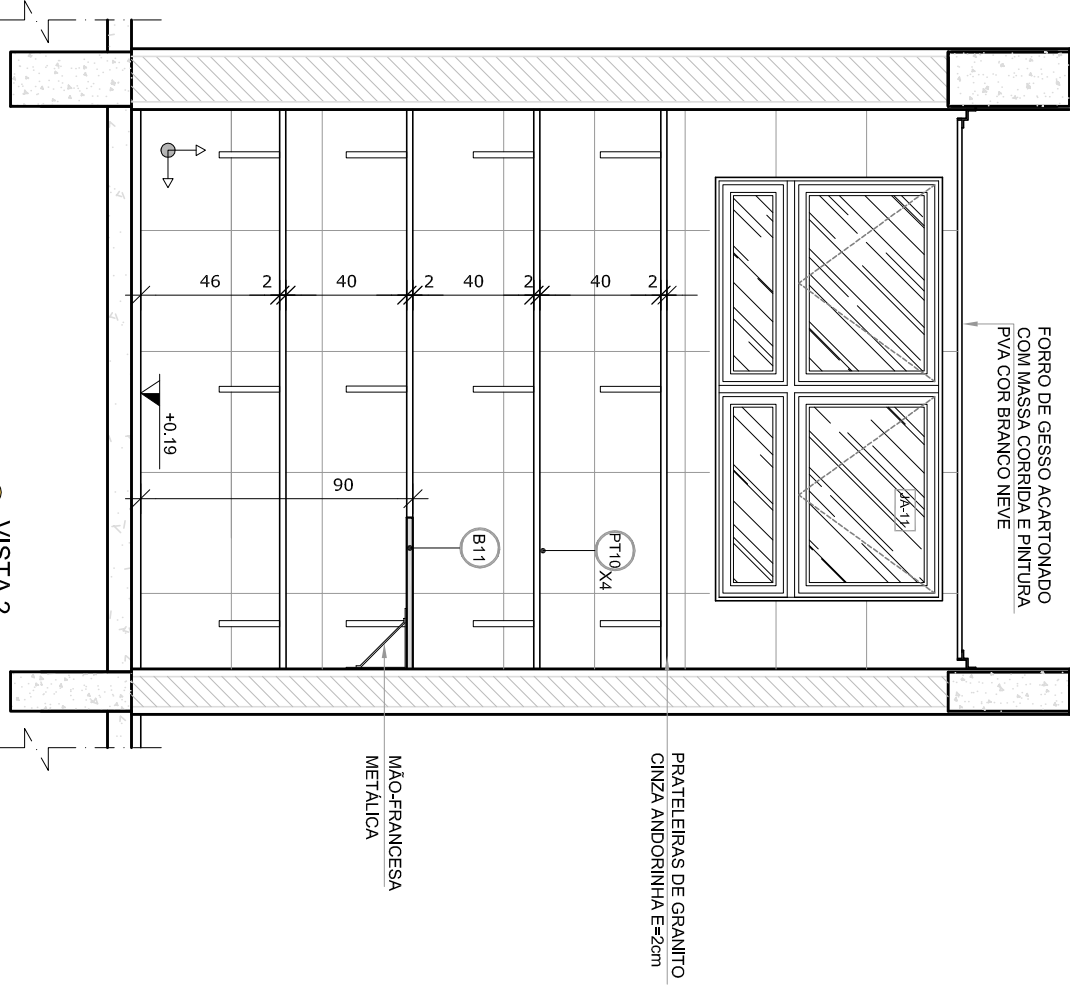 FORRO DE GESSO ACARTONADO
COM MASSA CORRIDA E PINTURA
PVA COR BRANCO NEVE
JA-11
46
2
40
2
40
2
40
2
+0.19
90
B11
PT10
X4
PRATELEIRAS DE GRANITO
CINZA ANDORINHA E=2cm
MÃO-FRANCESA
METÁLICA
VISTA 2